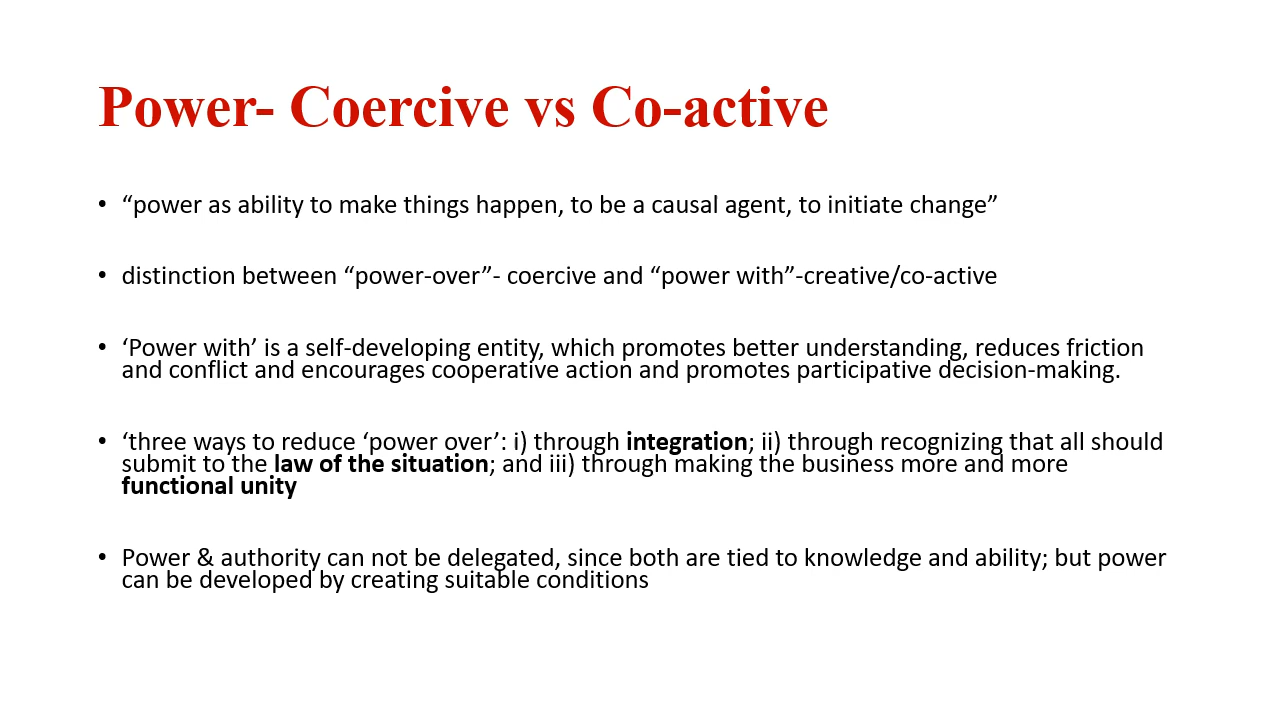 Power- Coercive vs Co-active
• “power as ability to make things happen, to be a causal agent, to initiate change”
• distinction between “power-over”- coercive and “power with”-creative/co-active
• ‘Power with’ is a self-developing entity, which promotes better understanding, reduces friction
and conflict and encourages cooperative action and promotes participative decision-making.
• ‘three ways to reduce ‘power over’: i) through integration; ii) through recognizing that all should
submit to the law of the situation; and iii) through making the business more and more
functional unity
• Power & authority can not be delegated, since both are tied to knowledge and ability; but power
can be developed by creating suitable conditions